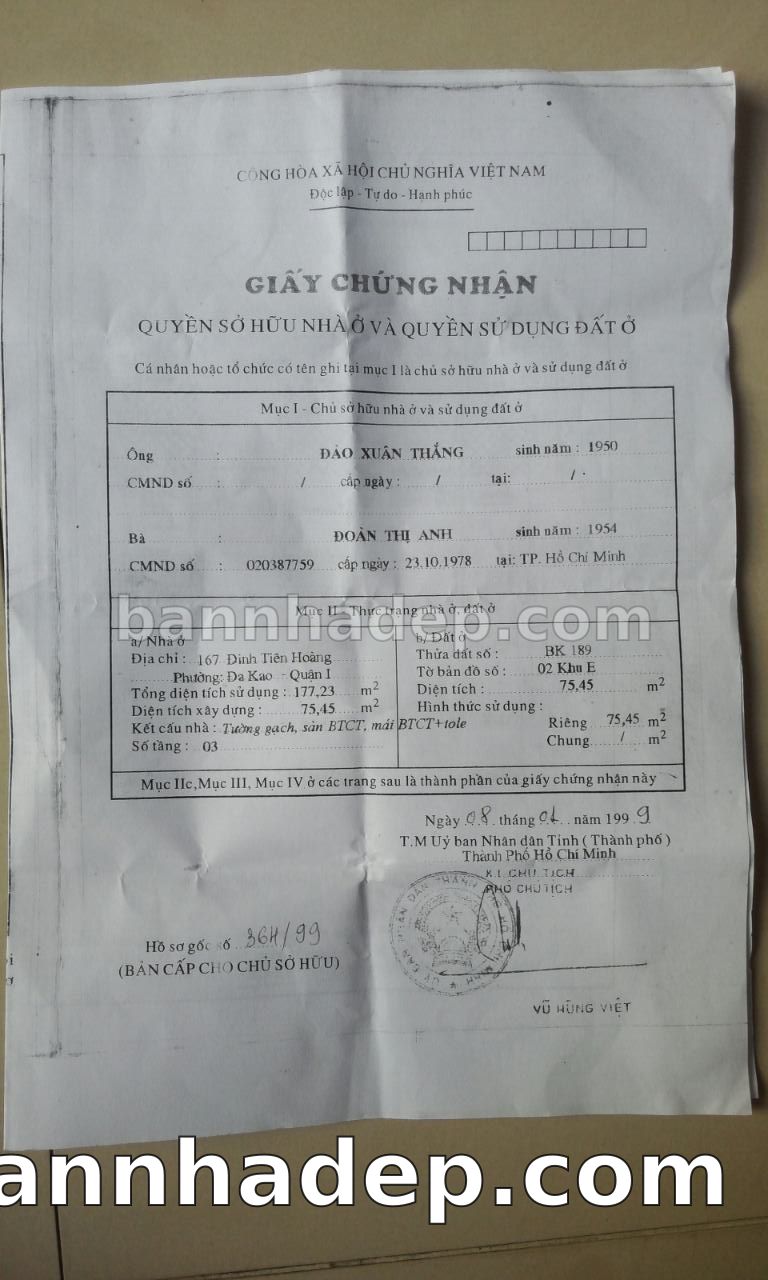 CỘNG HÒA XÃ HỘI CHỦ NGHĨA VIỆT NAM
Độc lập - Tự do - Hạnh phúc
GIẤY CHỨNG NHẬN
QUYỀN SỞ HỮU NHÀ Ở VÀ QUYỀN SỬ DỤNG ĐẤT Ở
Cá nhân hoặc tổ chức có tên ghi tại mục I là chủ sở hữu nhà ở và sử dụng đất ở
Mục I - Chủ sở hữu nhà ở và sử dụng đất ở
Ông : ĐÀO XUÂN THẮNG sinh năm : 1950
CMND số : / cấp ngày : / tại: /
Bà : ĐOÀN THỊ ANH sinh năm : 1954
CMND số : 020387759 cấp ngày : 23.10.1978 tại: TP. Hồ Chí Minh
Mục II - Thực trạng nhà ở, đất ở
bannhadep.com
a/ Nhà ở
Địa chỉ : 167 Đinh Tiên Hoàng
Phường: Đa Kao - Quận I
Tổng diện tích sử dụng : 177,23 m2
Diện tích xây dựng : 75,45 m2
Kết cấu nhà : Tường gạch, sàn BTCT, mái BTCT+tole
Số tầng : 03
b/ Đất ở
Thửa đất số : BK 189
Tờ bản đồ số : 02 Khu E
Diện tích : 75,45 m2
Hình thức sử dụng :
Riêng 75,45 m2
Chung / m2
Mục IIc,Mục III, Mục IV ở các trang sau là thành phần của giấy chứng nhận này
Ngày 08 tháng 01 năm 1999
T.M Uỷ ban Nhân dân Tỉnh ( Thành phố )
Thành Phố Hồ Chí Minh
KT. CHỦ TỊCH
PHÓ CHỦ TỊCH
Hồ sơ gốc số 364/99
(BẢN CẤP CHO CHỦ SỞ HỮU)
VŨ HÙNG VIỆT
annhadep.com